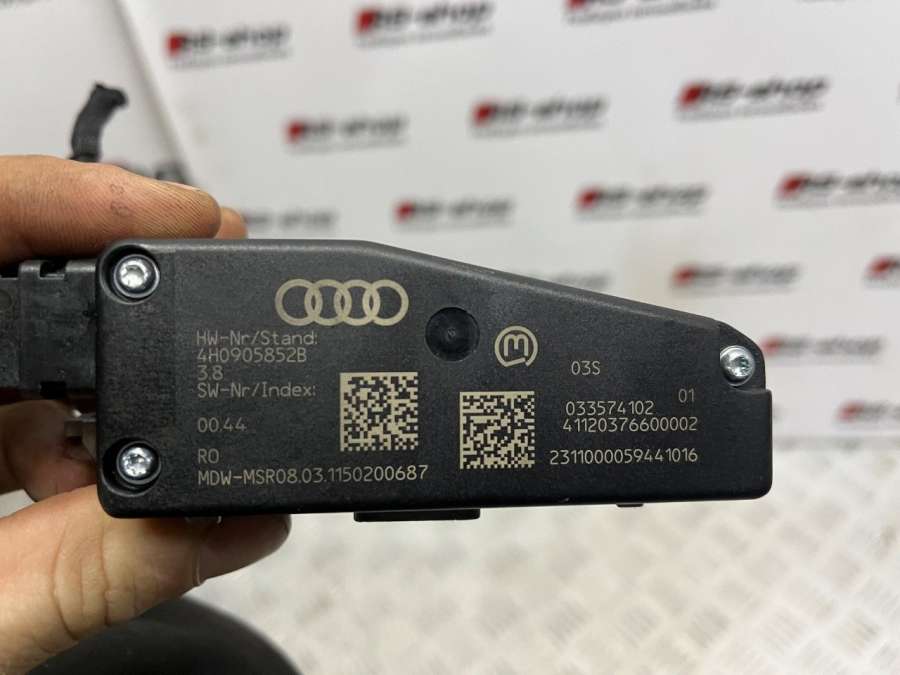 HW-Nr/Stand:
4H0905852B
3.8
SW-Nr/Index:
00.44
RO
MDW-MSR08.03.1150200687
03S
01
033574102
41120376600002
2311000059441016